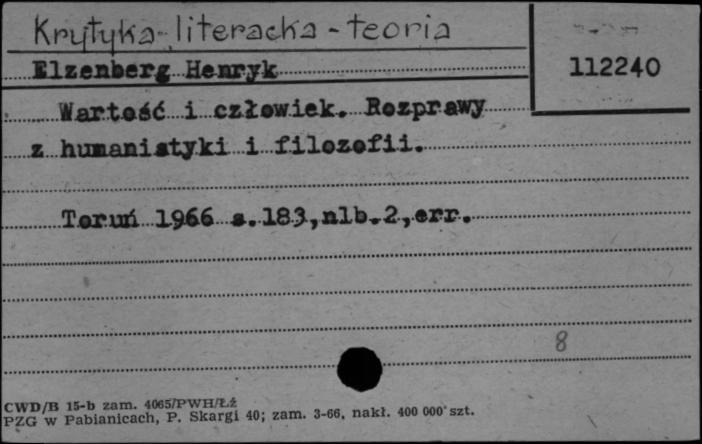 Krytyka literacka - teoria
Elzenberg Henryk
112240
Wartość i człowiek. Rozprawy
z humanistyki i filozofii.
Toruń 1966 s.183,nlb.2,err.
8
CWD/B 15-b zam. 4065/PWH/Łź
PZG w Pabianicach, P. Skargi 40; zam. 3-66, nakł. 400 000 szt.